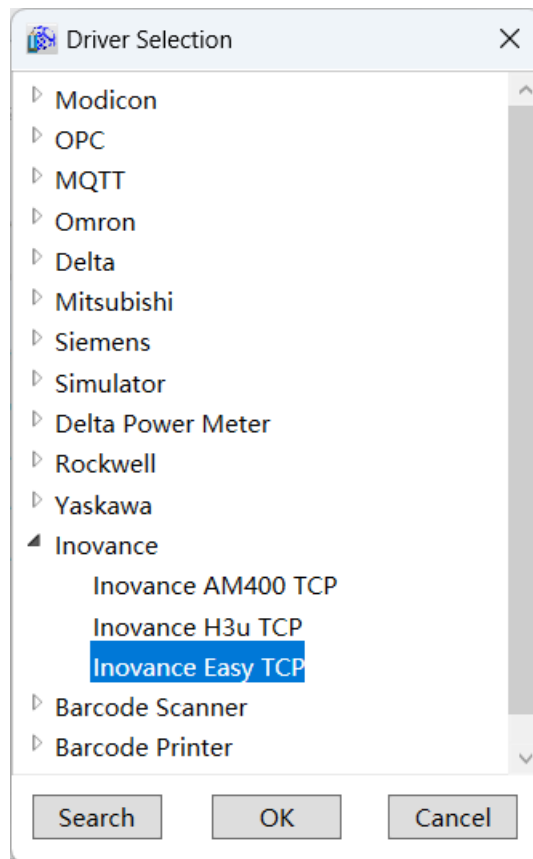 Driver Selection
Modicon
OPC
MQTT
Omron
Delta
Mitsubishi
Siemens
Simulator
Delta Power Meter
Rockwell
Yaskawa
Inovance
Inovance AM400 TCP
Inovance H3u TCP
Inovance Easy TCP
Barcode Scanner
Barcode Printer
Search OK Cancel